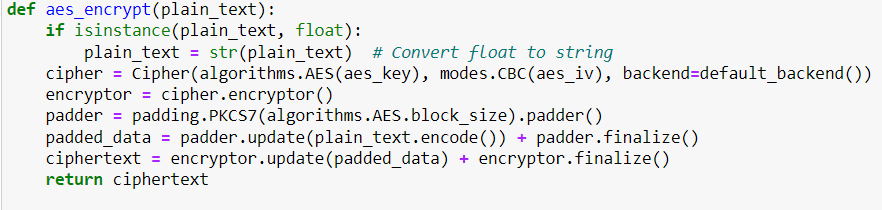 def aes_encrypt(plain_text):
    if isinstance(plain_text, float):
        plain_text = str(plain_text)  # Convert float to string
    cipher = Cipher(algorithms.AES(aes_key), modes.CBC(aes_iv), backend=default_backend())
    encryptor = cipher.encryptor()
    padder = padding.PKCS7(algorithms.AES.block_size).padder()
    padded_data = padder.update(plain_text.encode()) + padder.finalize()
    ciphertext = encryptor.update(padded_data) + encryptor.finalize()
    return ciphertext